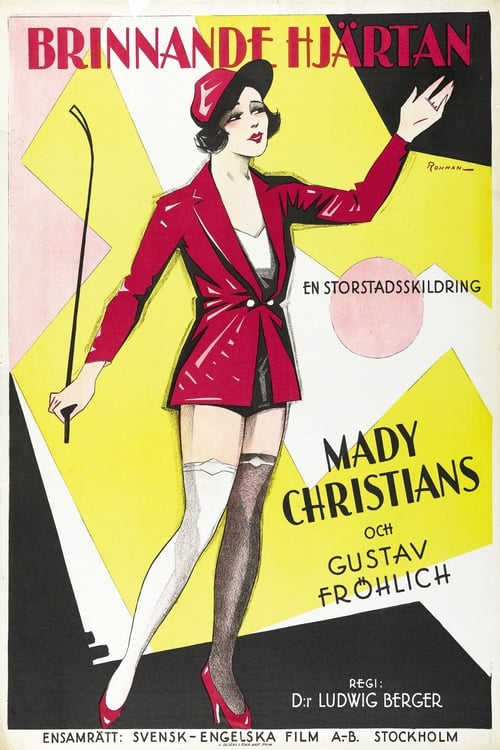 BRINNANDE HJÄRTAN
ROHMAN
EN STORSTADSSKILDRING
MADY
CHRISTIANS
OCH
GUSTAV
FRÖHLICH
REGI:
D:r LUDWIG BERGER
ENSAMRÄTT: SVENSK-ENGELSKA FILM A-B. STOCKHOLM